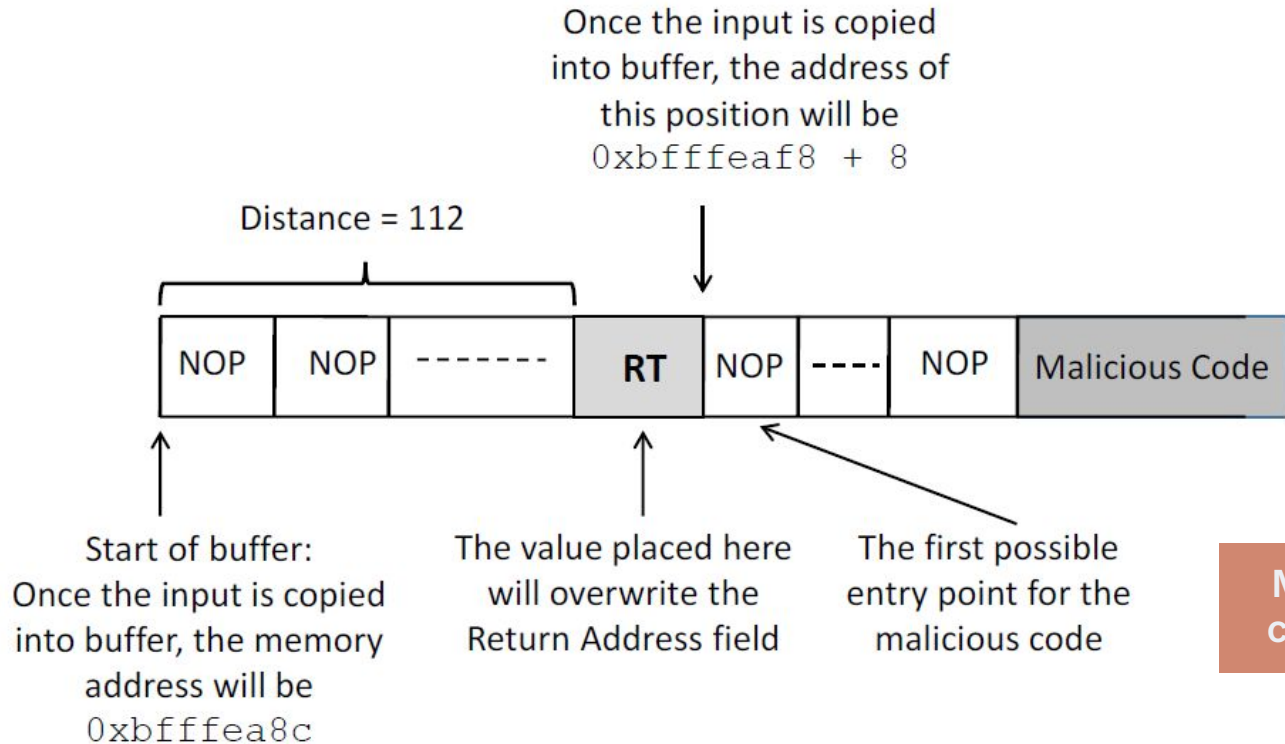 Once the input is copied
into buffer, the address of
this position will be
0xbfffeaf8 + 8
Distance = 112
NOP NOP -------- RT NOP ---- NOP Malicious Code
Start of buffer:
Once the input is copied
into buffer, the memory
address will be
0xbfffea8c
The value placed here
will overwrite the
Return Address field
The first possible
entry point for the
malicious code